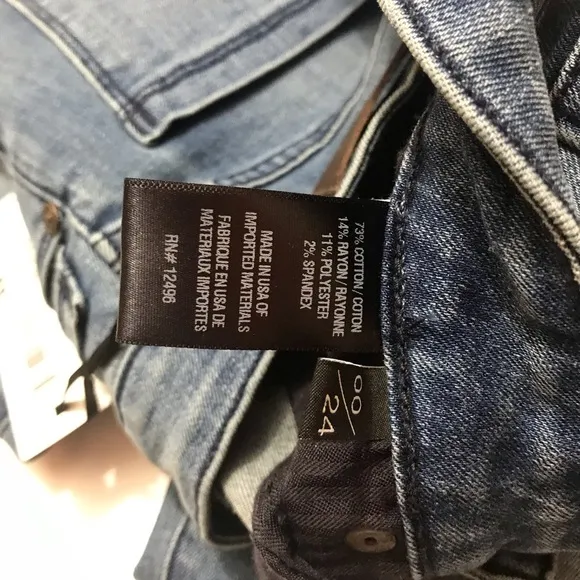 73% COTTON / COTON
14% RAYON / RAYONNE
11% POLYESTER
2% SPANDEX
MADE IN USA OF
IMPORTED MATERIALS
FABRIQUE EN USA DE
MATERIAUX IMPORTES
RN# 12496
00/24